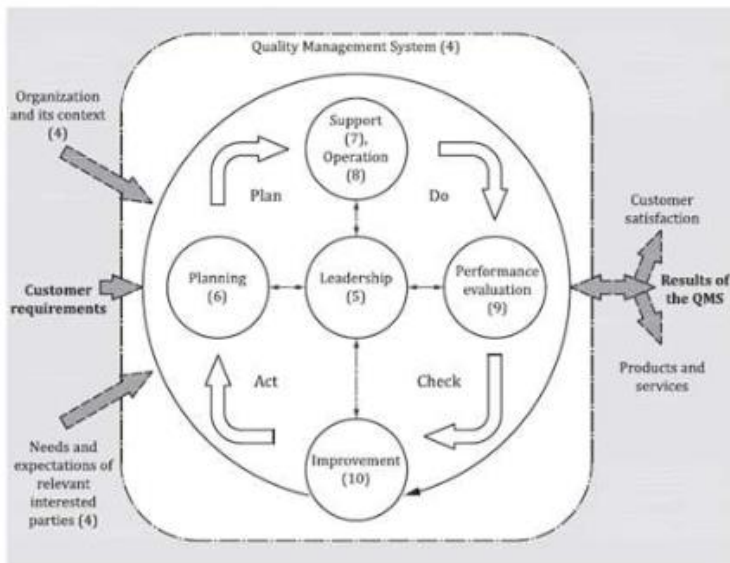 Quality Management System (4)
Organization
and its context
(4)
Support
(7),
Operation
(8)
Plan
Do
Customer
satisfaction
Planning
(6)
Leadership
(5)
Performance
evaluation
(9)
Customer
requirements
Results of
the QMS
Act
Check
Products and
services
Needs and
expectations of
relevant
interested
parties (4)
Improvement
(10)